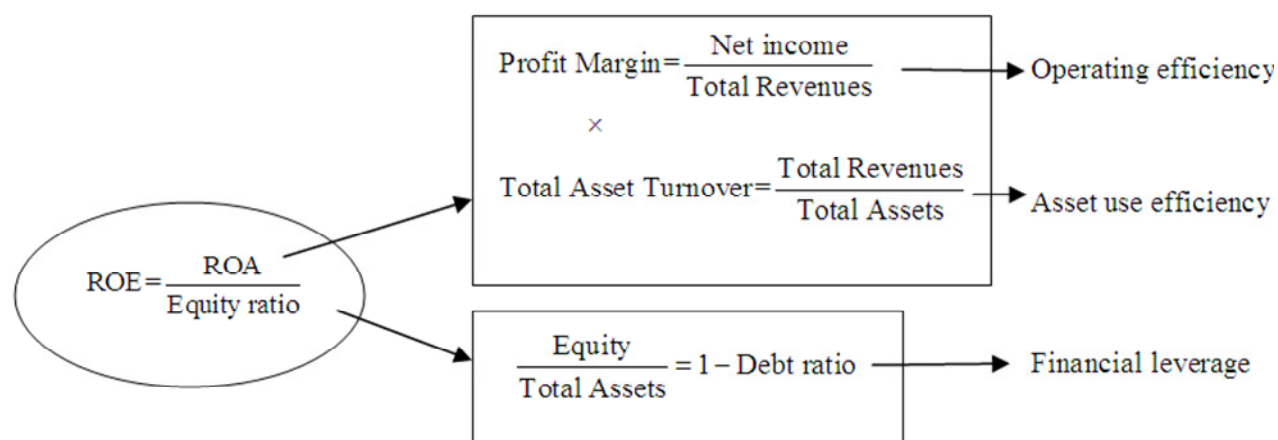 Profit Margin = Net income / Total Revenues
Operating efficiency
×
Total Asset Turnover = Total Revenues / Total Assets
Asset use efficiency
ROE = ROA / Equity ratio
Equity / Total Assets = 1 – Debt ratio
Financial leverage